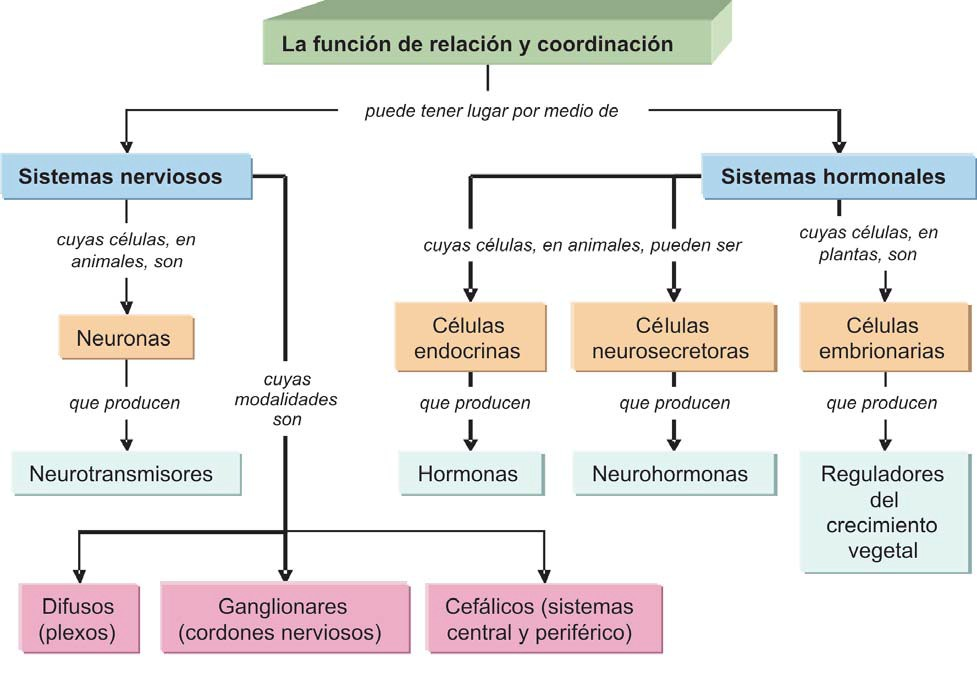 La función de relación y coordinación
puede tener lugar por medio de
Sistemas nerviosos
Sistemas hormonales
cuyas células, en
animales, son
cuyas células, en animales, pueden ser
cuyas células, en
plantas, son
Neuronas
Células
endocrinas
Células
neurosecretoras
Células
embrionarias
cuyas
modalidades
son
que producen
que producen
que producen
que producen
Neurotransmisores
Hormonas
Neurohormonas
Reguladores
del
crecimiento
vegetal
Difusos
(plexos)
Ganglionares
(cordones nerviosos)
Cefálicos (sistemas
central y periférico)